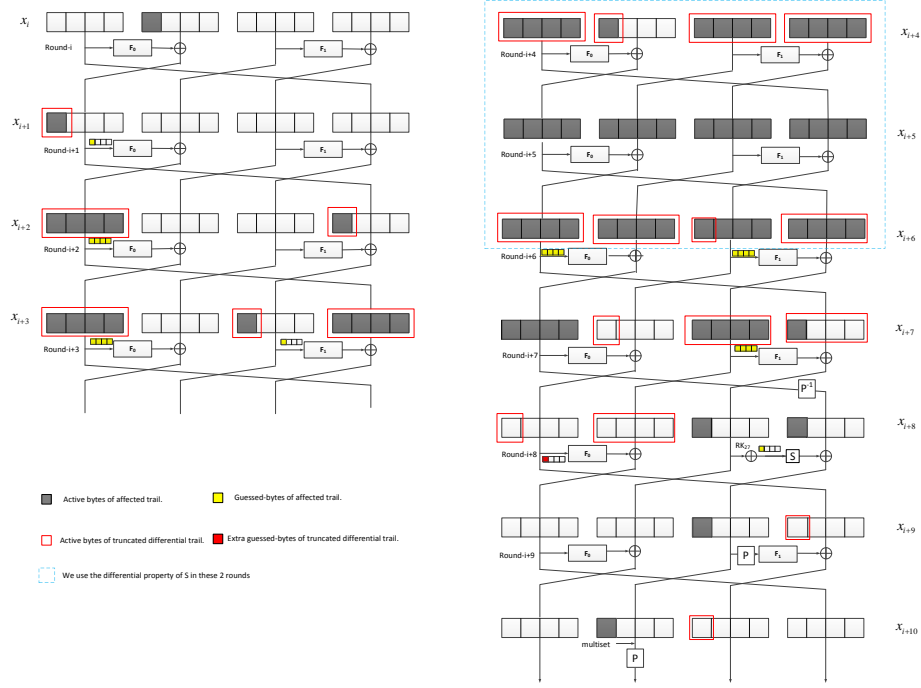 x_i
Round-i
F₀
F₁
x_{i+1}
Round-i+1
F₀
x_{i+2}
Round-i+2
F₀
F₁
x_{i+3}
Round-i+3
F₀
F₁
Active bytes of affected trail.
Guessed-bytes of affected trail.
Active bytes of truncated differential trail.
Extra guessed-bytes of truncated differential trail.
We use the differential property of S in these 2 rounds
x_{i+4}
Round-i+4
F₀
F₁
x_{i+5}
Round-i+5
F₀
F₁
x_{i+6}
Round-i+6
F₀
F₁
x_{i+7}
Round-i+7
F₀
F₁
P⁻¹
x_{i+8}
RK₂₇
Round-i+8
F₀
S
x_{i+9}
Round-i+9
F₀
P
F₁
x_{i+10}
multiset
P